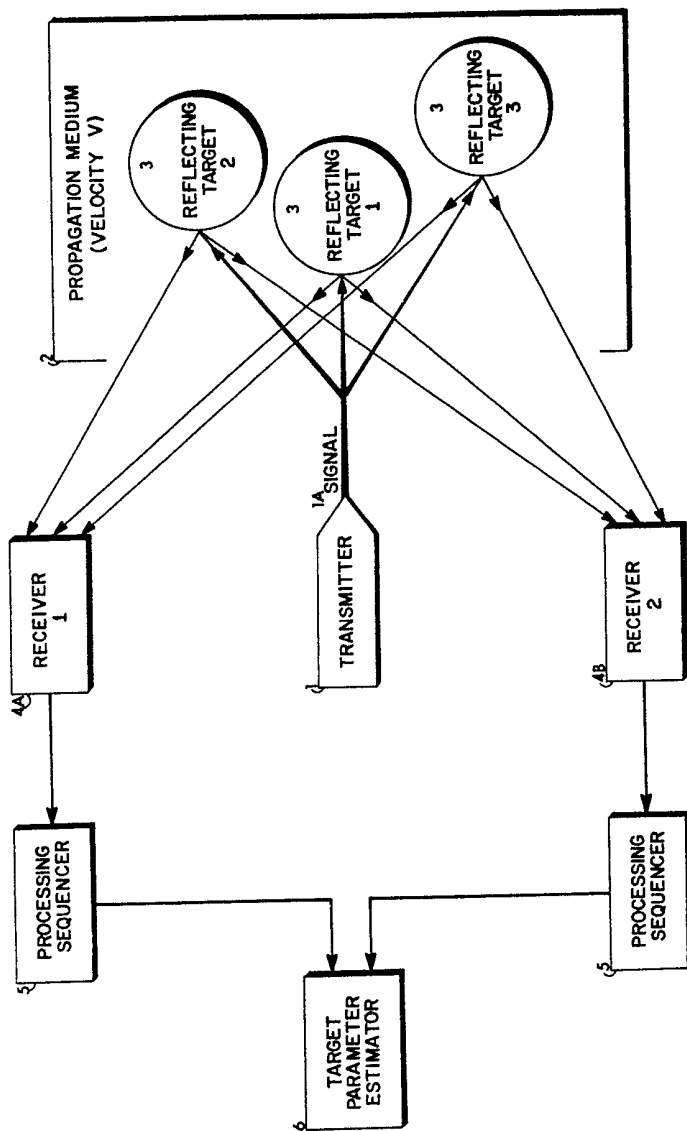 2
PROPAGATION MEDIUM
(VELOCITY V)
3
REFLECTING
TARGET
2
3
REFLECTING
TARGET
1
3
REFLECTING
TARGET
3
4A
RECEIVER
1
1
TRANSMITTER
1A
SIGNAL
4B
RECEIVER
2
5
PROCESSING
SEQUENCER
5
PROCESSING
SEQUENCER
6
TARGET
PARAMETER
ESTIMATOR